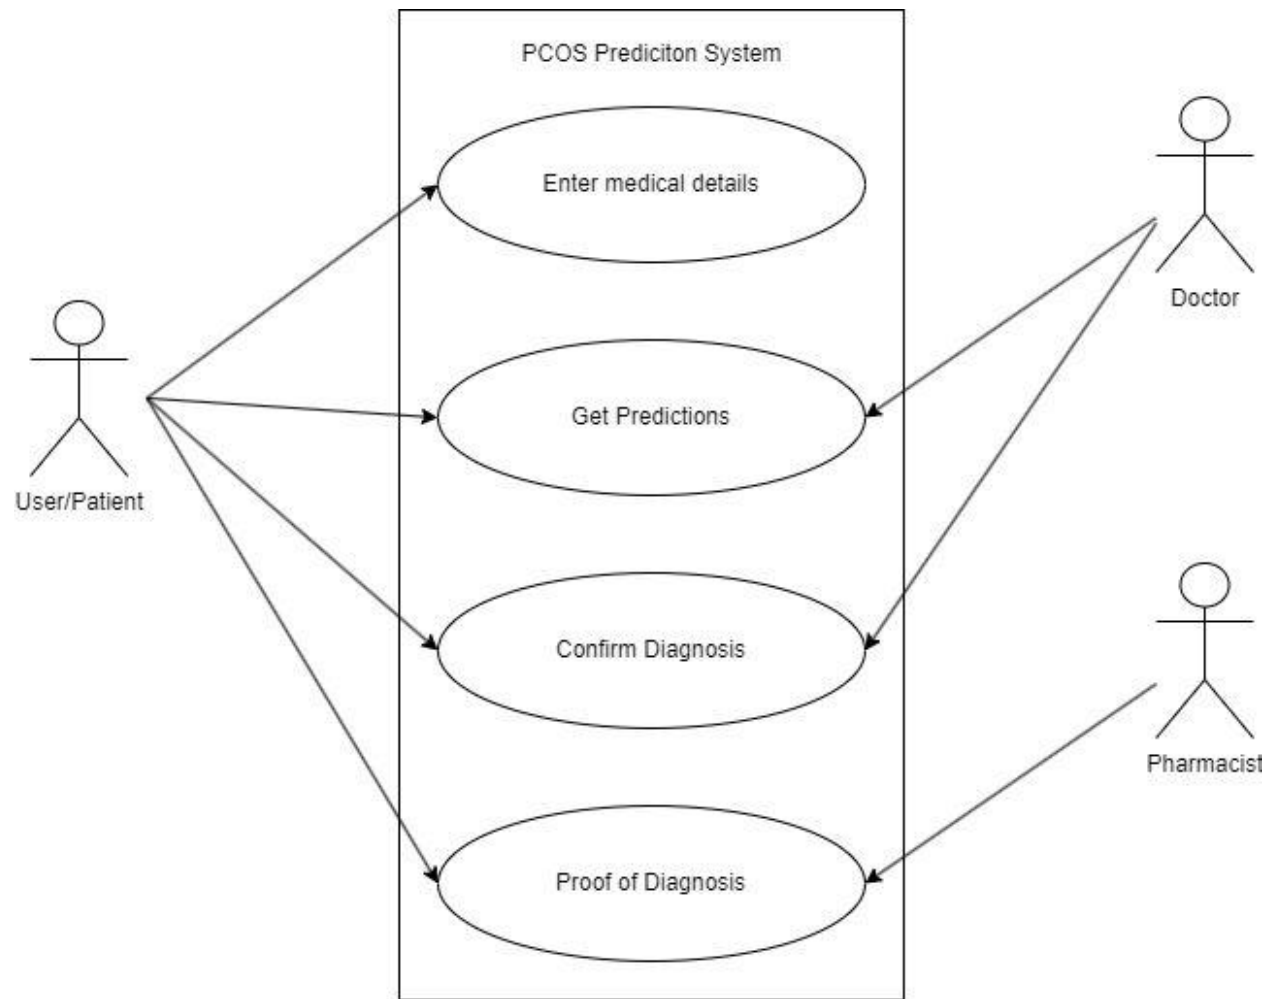 PCOS Prediciton System
Enter medical details
Doctor
Get Predictions
User/Patient
Confirm Diagnosis
Pharmacist
Proof of Diagnosis